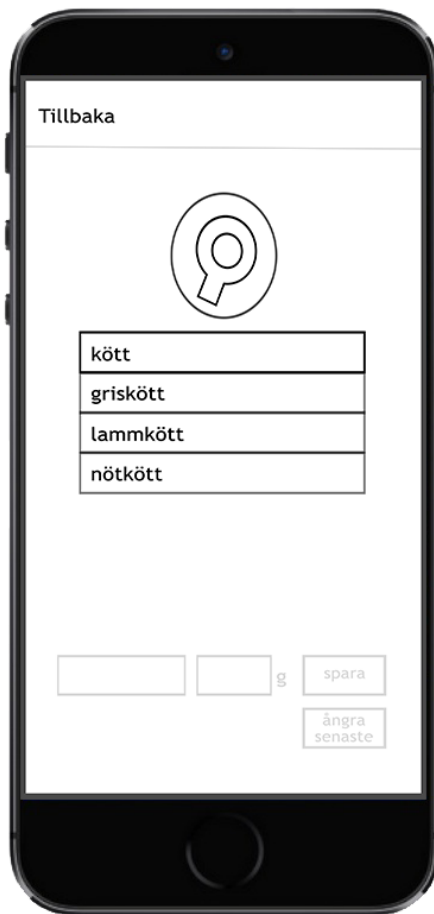 Tillbaka
kött
griskött
lammkött
nötkött
g
spara
ångra
senaste